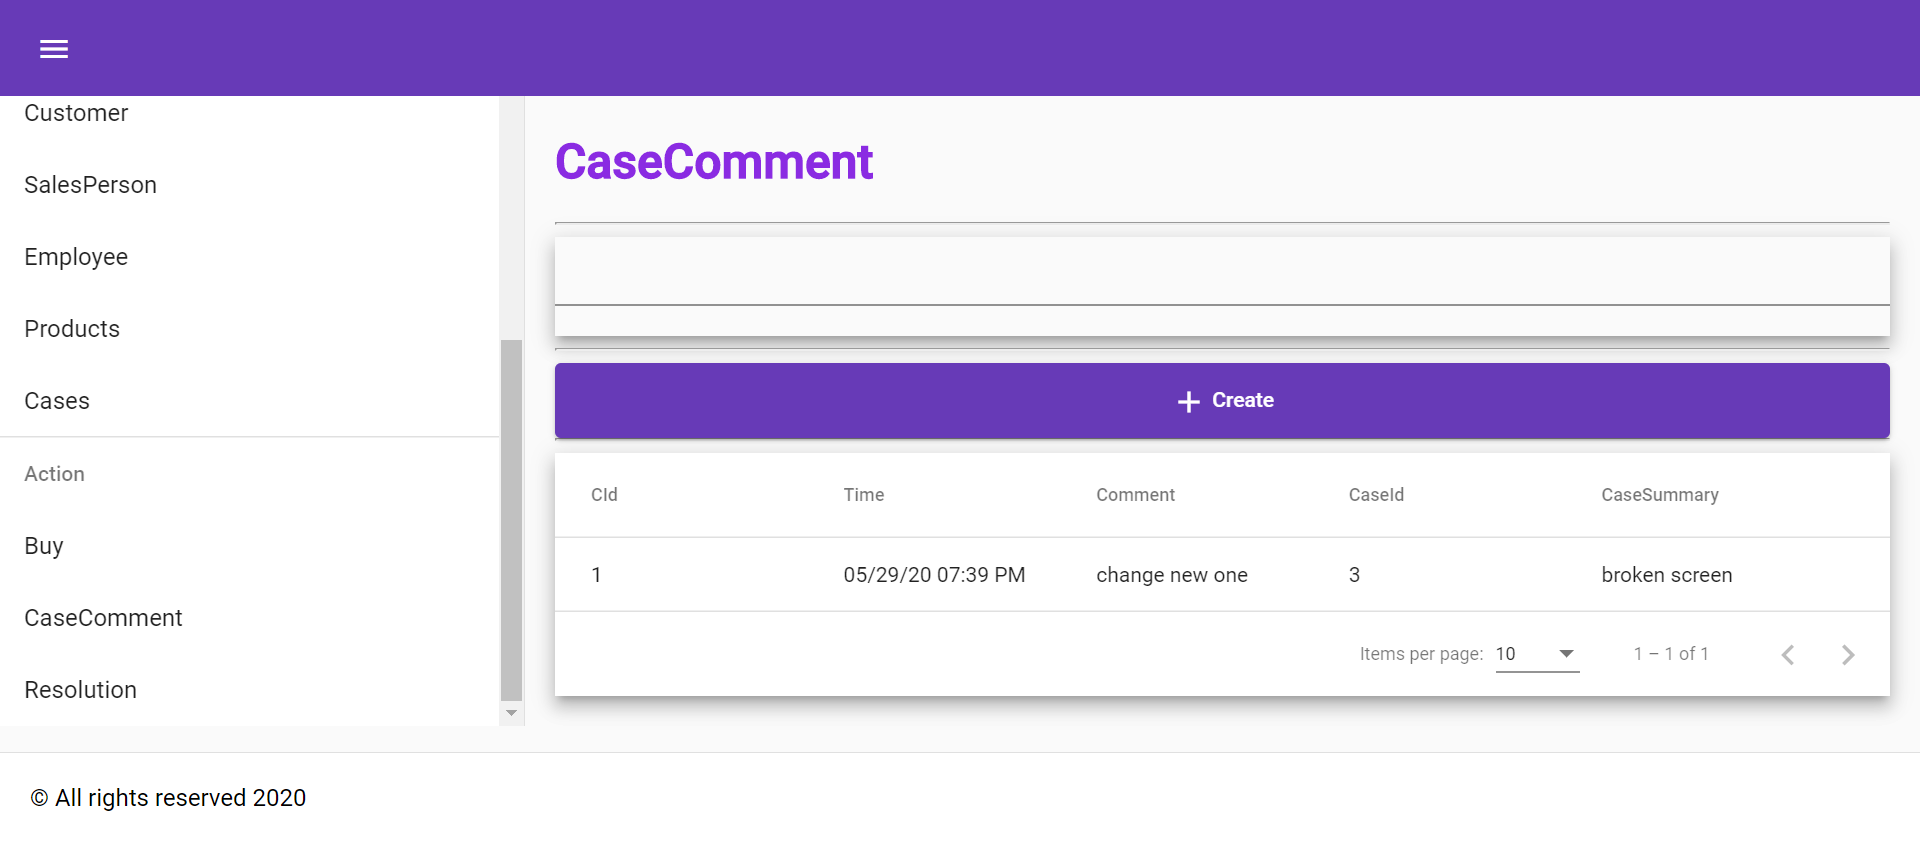 Customer
SalesPerson
Employee
Products
Cases
Action
Buy
CaseComment
Resolution
CaseComment
Create
CId Time Comment CaseId CaseSummary
1 05/29/20 07:39 PM change new one 3 broken screen
Items per page: 10 1 – 1 of 1
© All rights reserved 2020